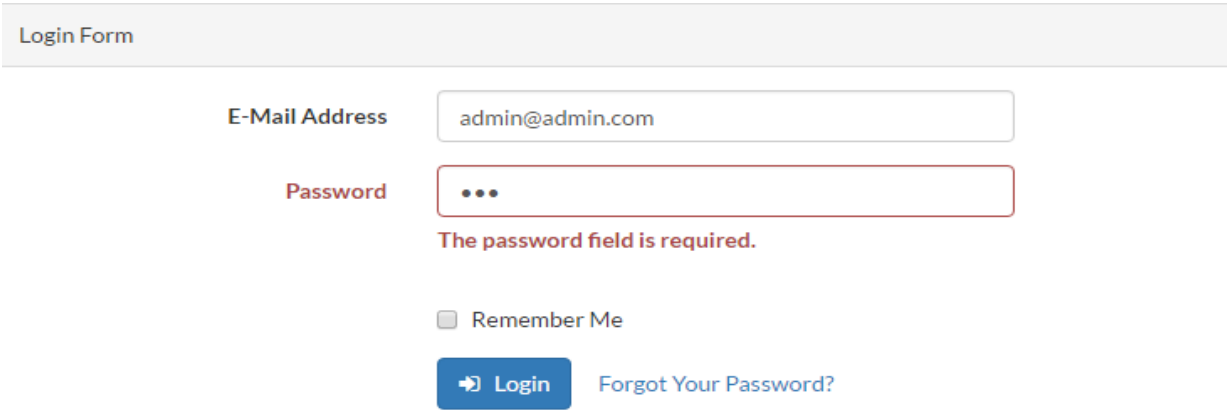 Login Form
E-Mail Address admin@admin.com
Password •••
The password field is required.
Remember Me
Login Forgot Your Password?